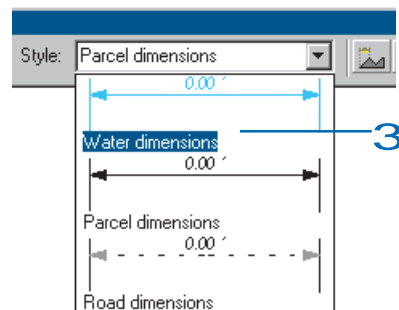 Style: Parcel dimensions
0.00 '
Water dimensions
3
0.00 '
Parcel dimensions
0.00 '
Road dimensions